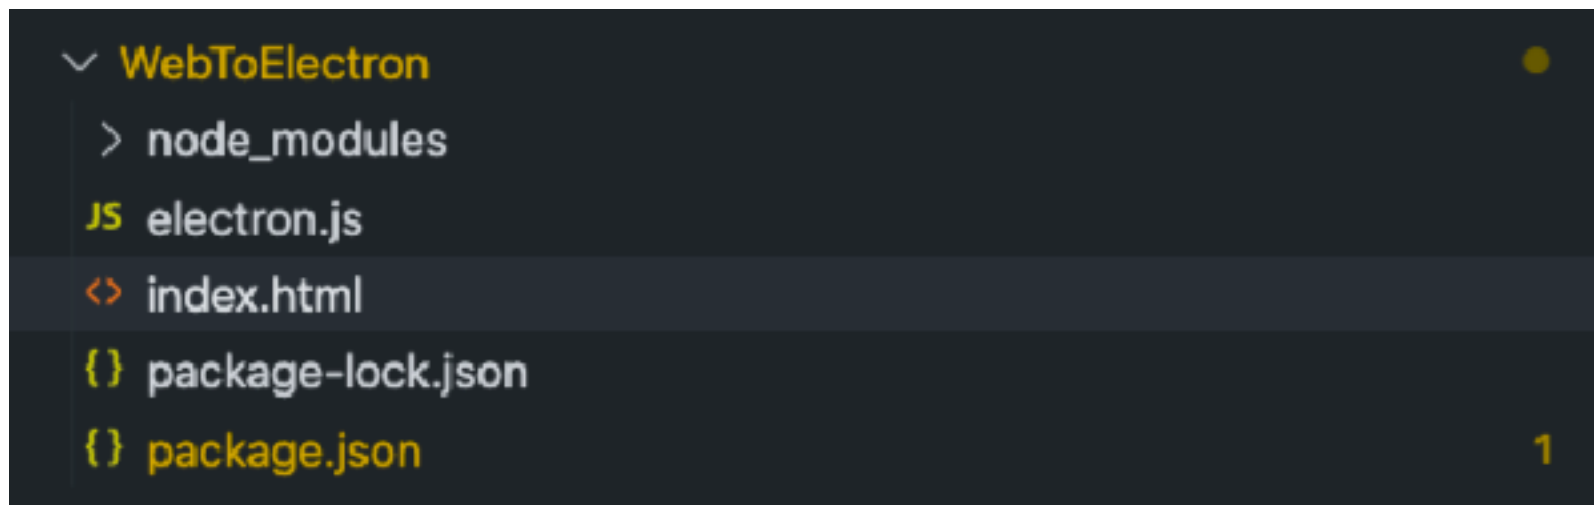 WebToElectron
node_modules
JS electron.js
<> index.html
{} package-lock.json
{} package.json 1